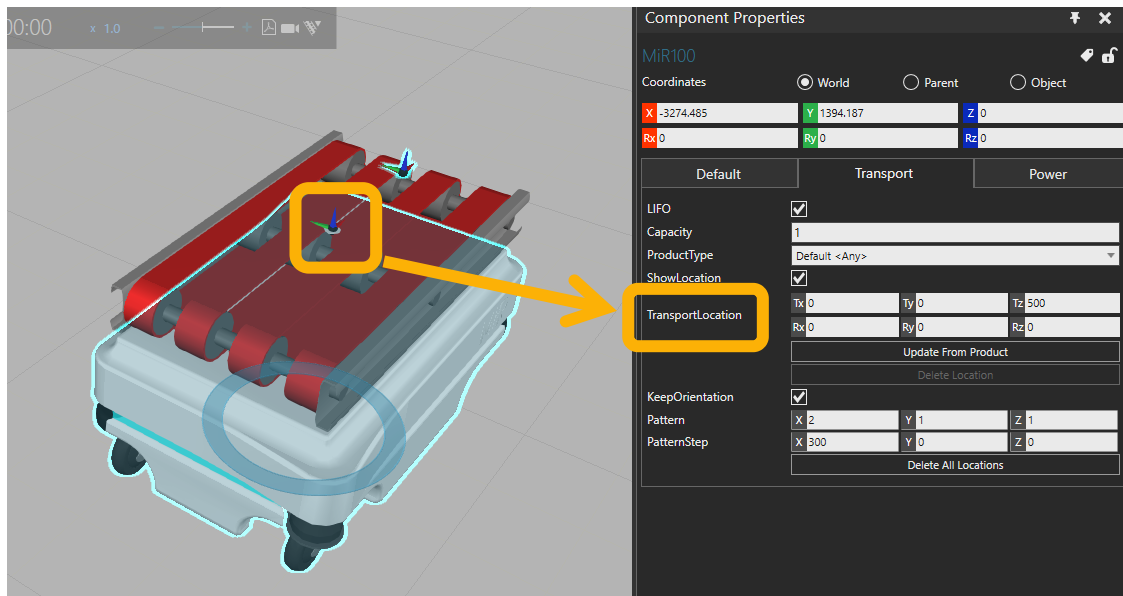 00:00 x 1.0
Component Properties
MiR100
Coordinates World Parent Object
X -3274.485 Y 1394.187 Z 0
Rx 0 Ry 0 Rz 0
Default Transport Power
LIFO
Capacity 1
ProductType Default <Any>
ShowLocation
TransportLocation
Tx 0 Ty 0 Tz 500
Rx 0 Ry 0 Rz 0
Update From Product
Delete Location
KeepOrientation
Pattern X 2 Y 1 Z 1
PatternStep X 300 Y 0 Z 0
Delete All Locations